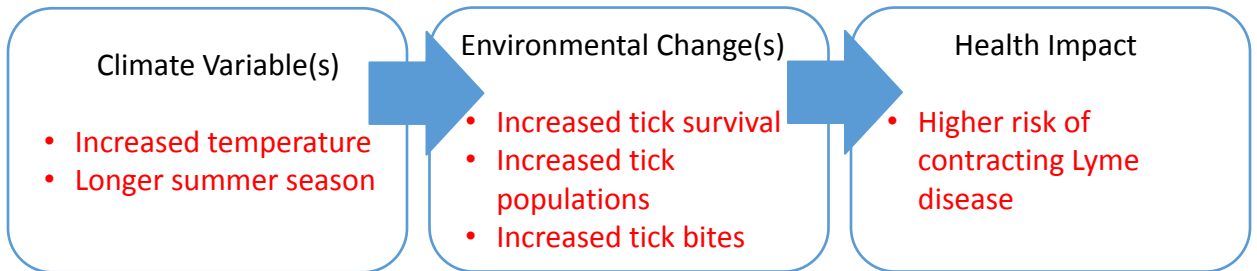 Climate Variable(s)
• Increased temperature
• Longer summer season
Environmental Change(s)
• Increased tick survival
• Increased tick
populations
• Increased tick bites
Health Impact
• Higher risk of
contracting Lyme
disease